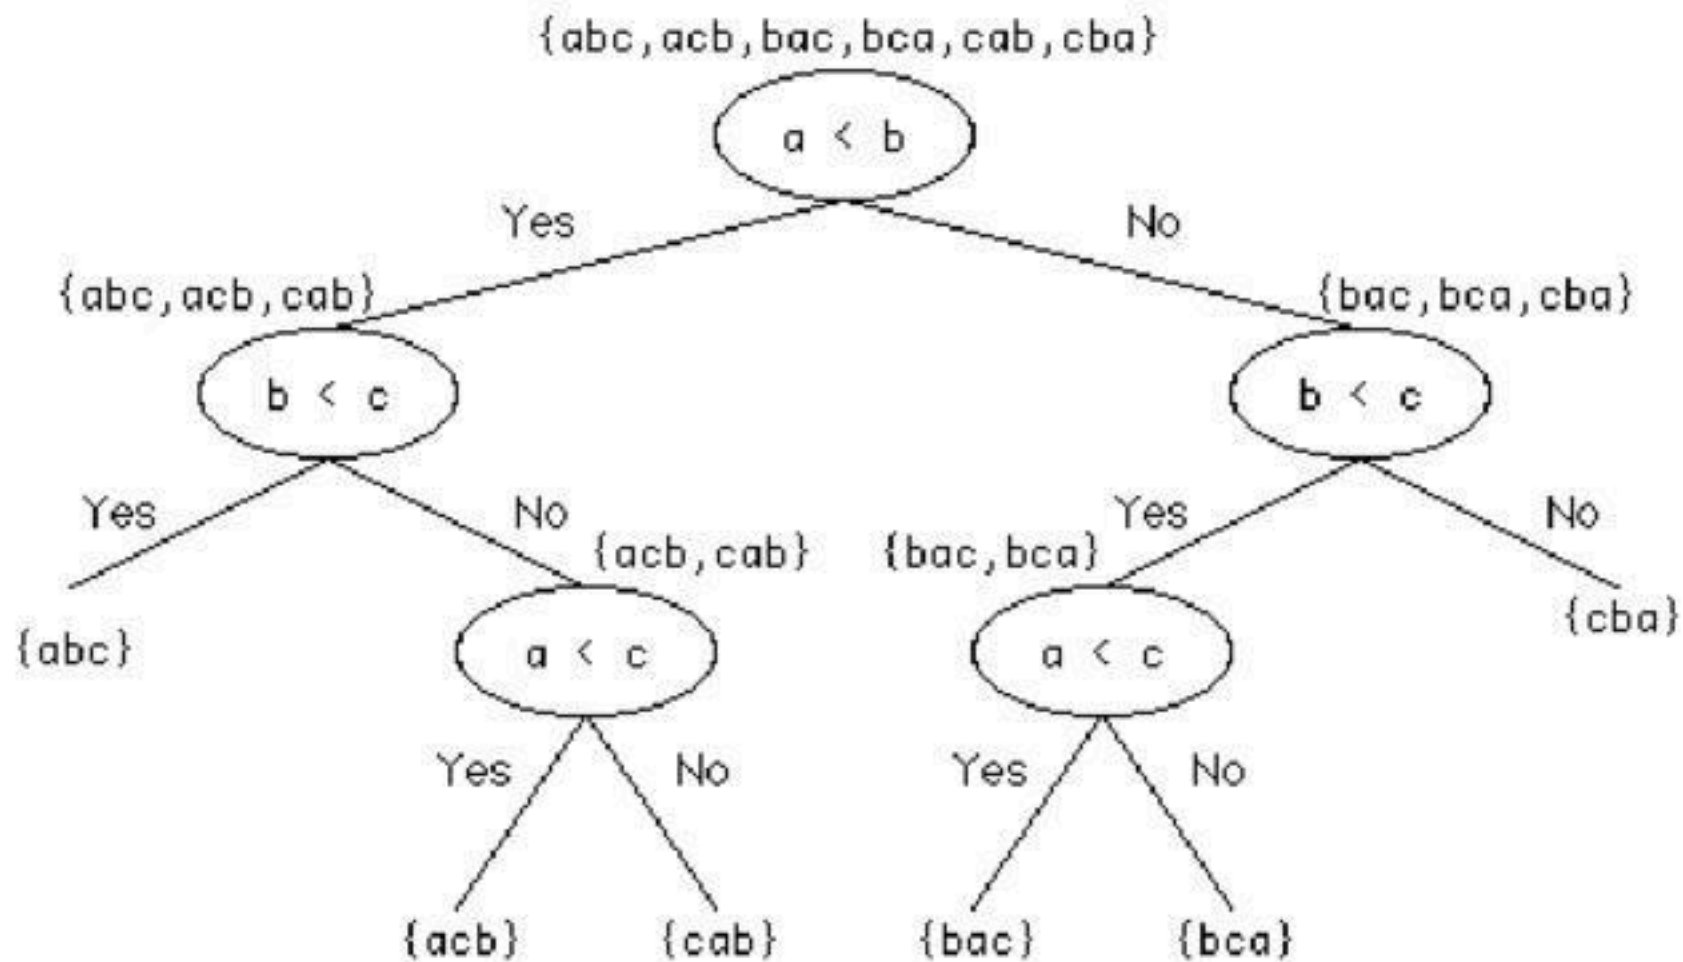 {abc,acb,bac,bca,cab,cba}
a < b
Yes
No
{abc,acb,cab}
{bac,bca,cba}
b < c
b < c
Yes
No
Yes
No
{acb,cab}
{bac,bca}
{abc}
a < c
a < c
{cba}
Yes
No
Yes
No
{acb}
{cab}
{bac}
{bca}